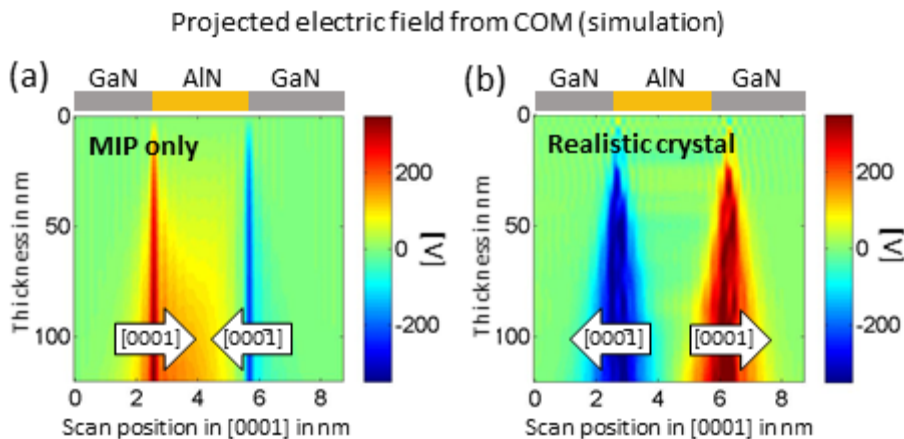 Projected electric field from COM (simulation)
(a)
GaN AlN GaN
MIP only
0
50
100
Thickness in nm
[0001] [0001̄]
0 2 4 6 8
Scan position in [0001] in nm
200
0
-200
[V]
(b)
GaN AlN GaN
Realistic crystal
0
50
100
Thickness in nm
[0001̄] [0001]
0 2 4 6 8
Scan position in [0001] in nm
200
0
-200
[V]